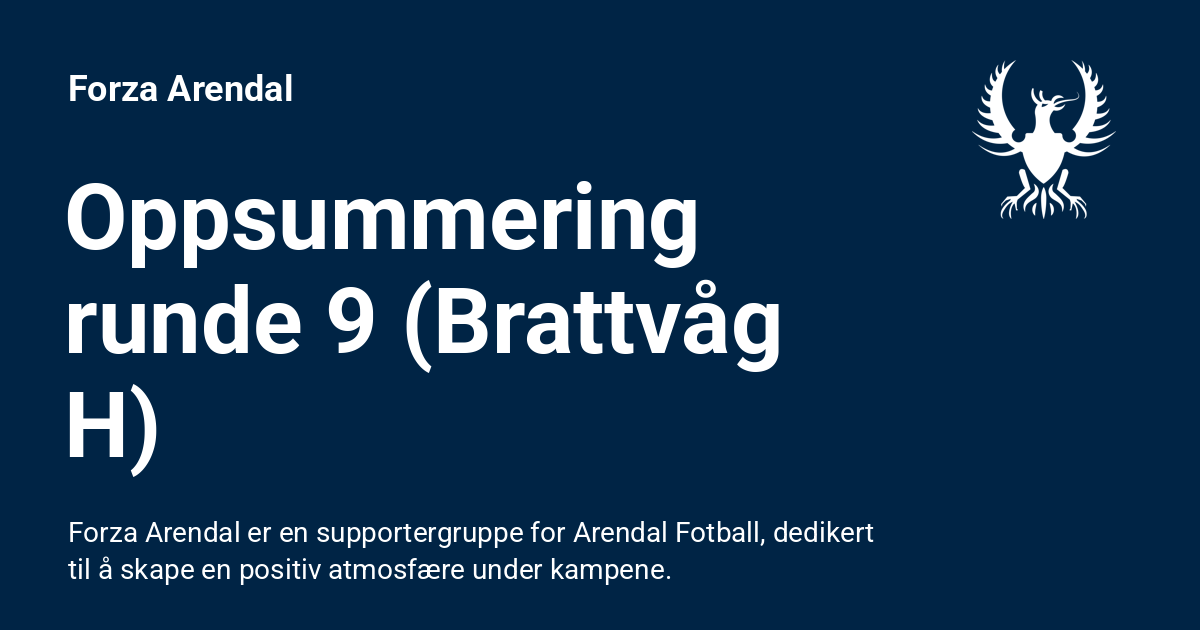 Forza Arendal
Oppsummering
runde 9 (Brattvåg
H)
Forza Arendal er en supportergruppe for Arendal Fotball, dedikert
til å skape en positiv atmosfære under kampene.